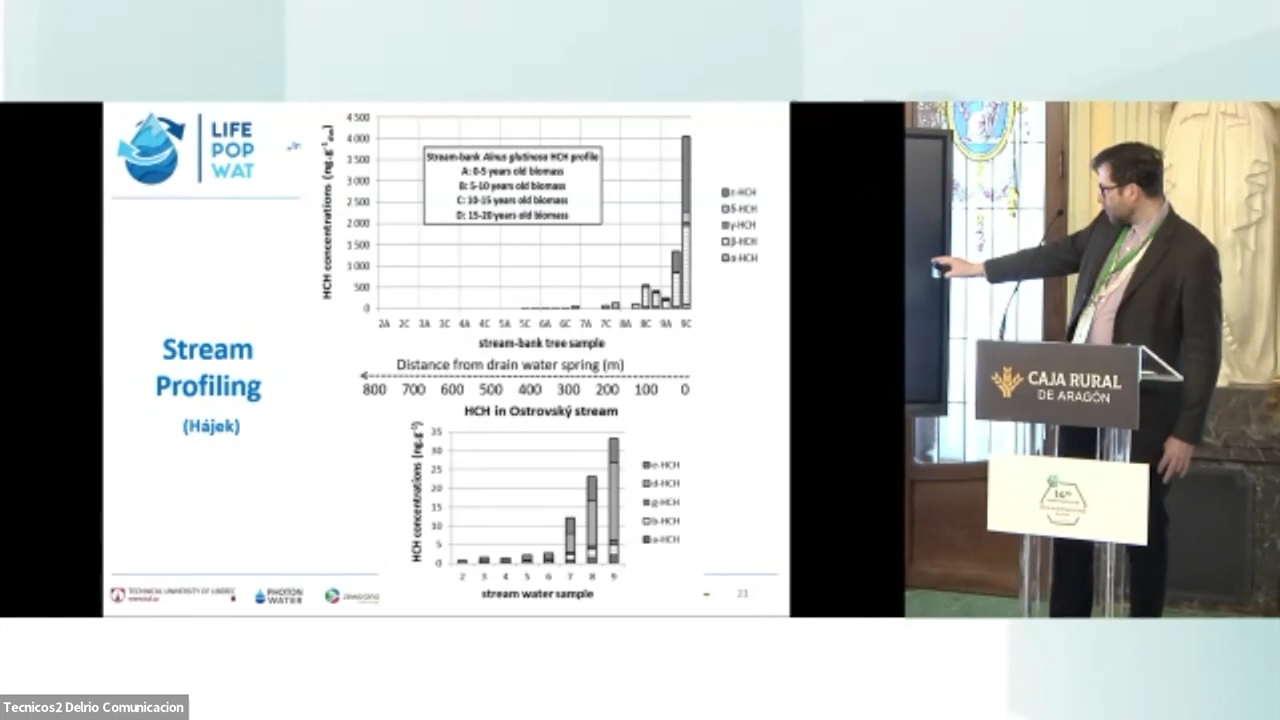 LIFE
POP
WAT
Stream
Profiling
(Hájek)
HCH concentrations (ng.g⁻¹dw)
4 500
4 000
3 500
3 000
2 500
2 000
1 500
1 000
500
0
Stream-bank Alnus glutinosa HCH profile
A: 0-5 years old biomass
B: 5-10 years old biomass
C: 10-15 years old biomass
D: 15-20 years old biomass
ε-HCH
δ-HCH
γ-HCH
β-HCH
α-HCH
2A 2C 3A 3C 4A 4C 5A 5C 6A 6C 7A 7C 8A 8C 9A 9C
stream-bank tree sample
Distance from drain water spring (m)
800 700 600 500 400 300 200 100 0
HCH in Ostrovský stream
HCH concentrations (ng.g⁻¹)
35
30
25
20
15
10
5
0
e-HCH
d-HCH
g-HCH
b-HCH
a-HCH
2 3 4 5 6 7 8 9
stream water sample
TECHNICAL UNIVERSITY OF LIBEREC
PHOTON
WATER
21
CAJA RURAL
DE ARAGÓN
Tecnicos2 Delrio Comunicacion